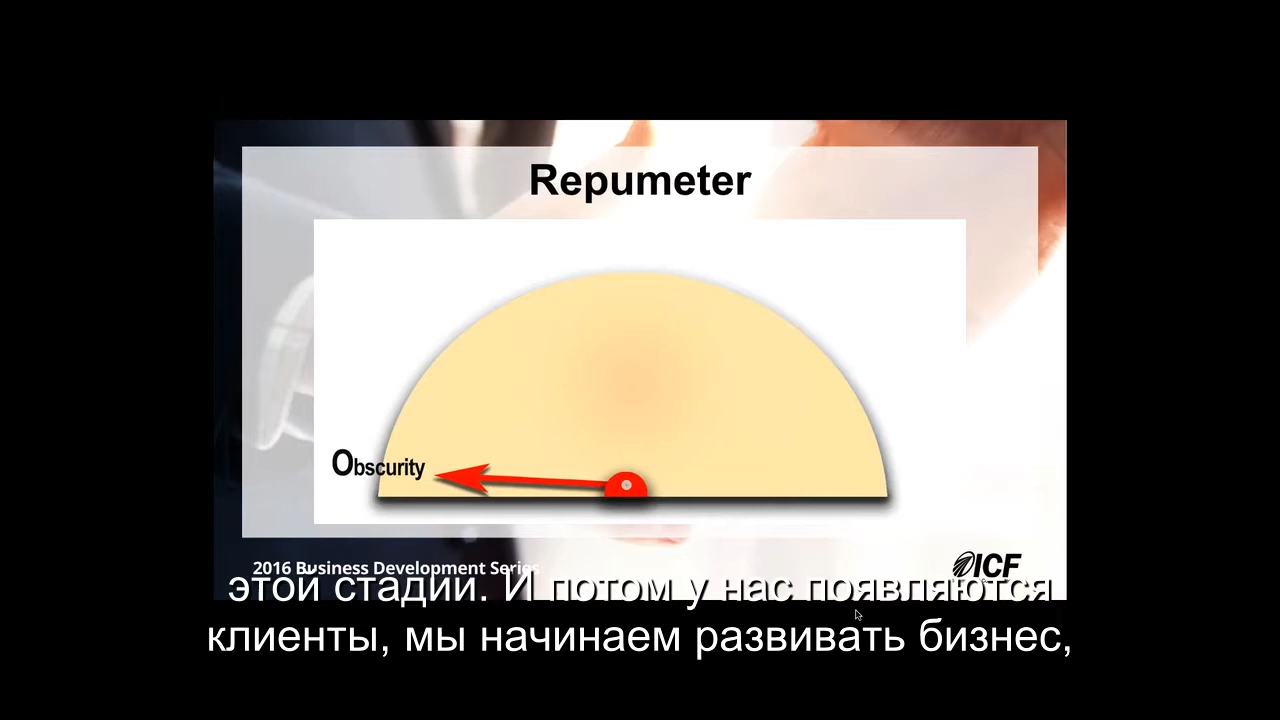 Repumeter
Obscurity
2016 Business Development Series
ICF
этой стадии. И потом у нас появляются
клиенты, мы начинаем развивать бизнес,